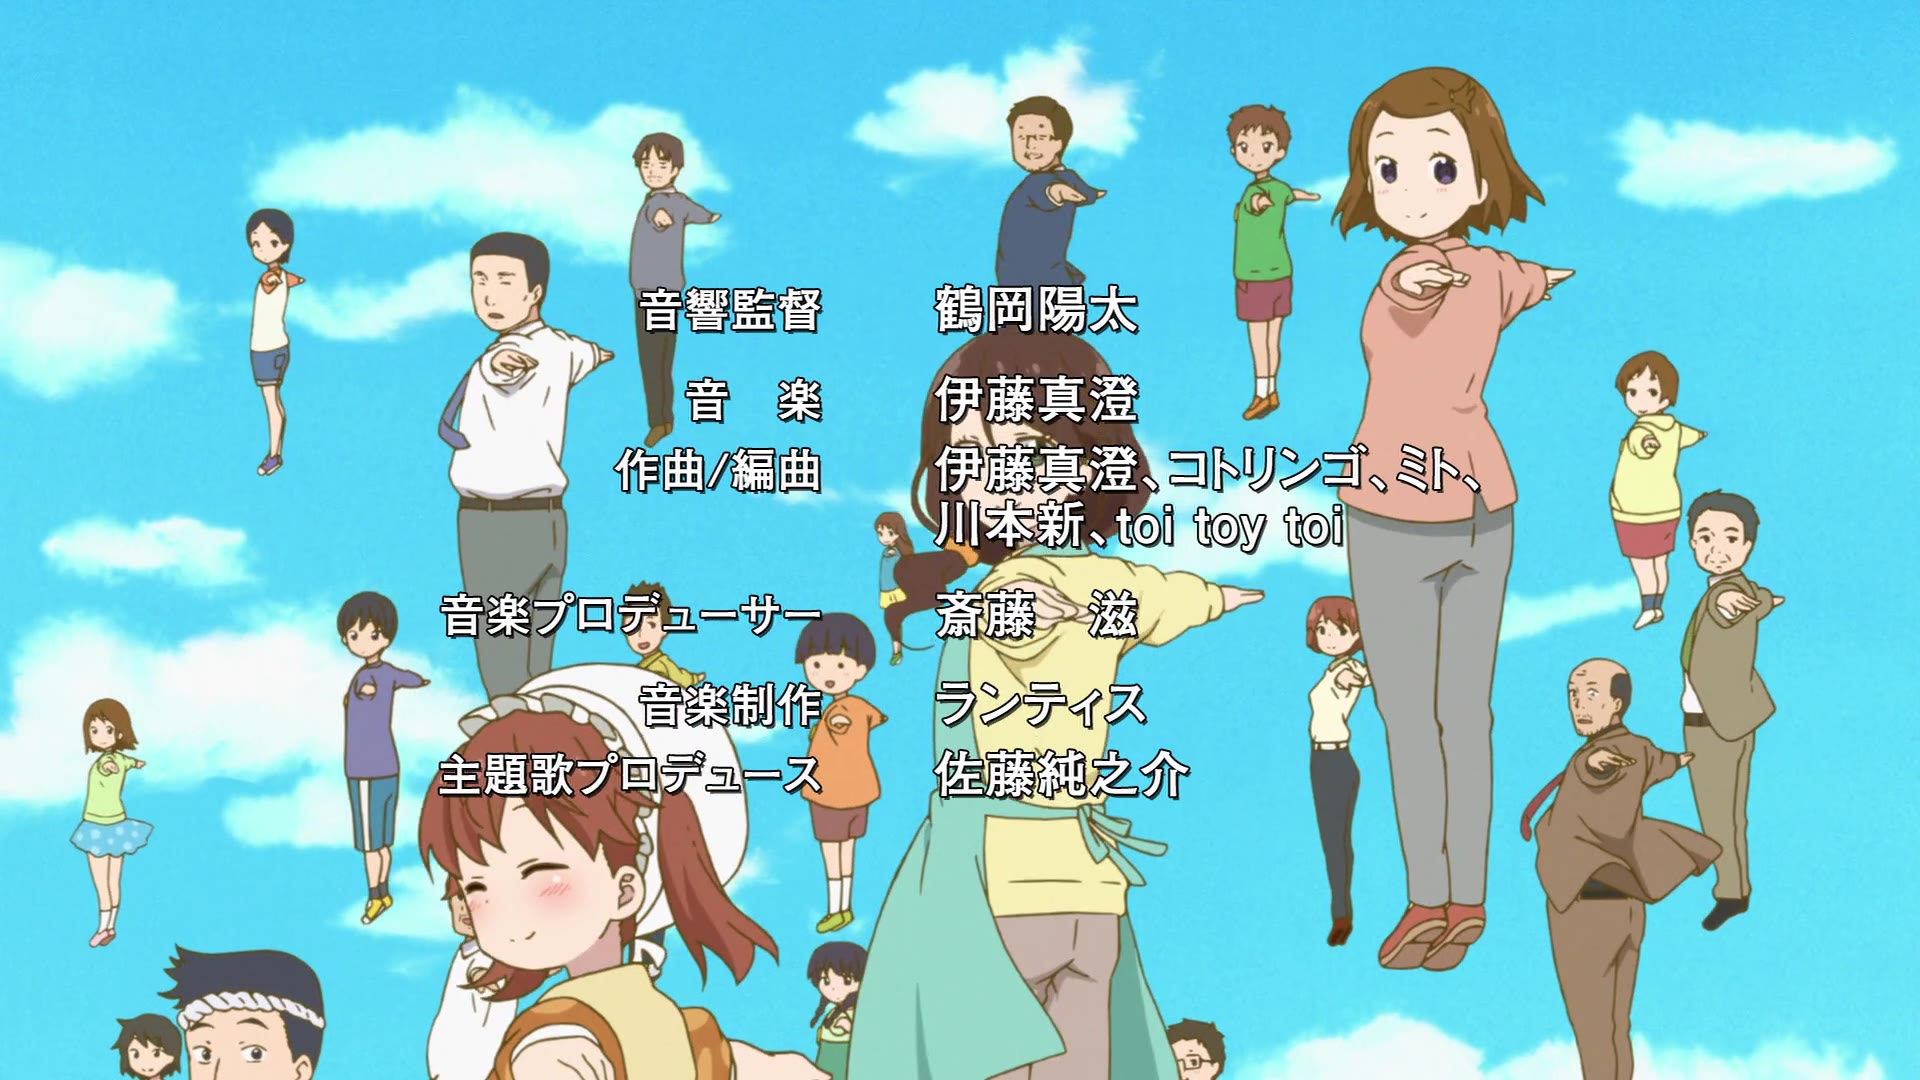 音響監督 鶴岡陽太
音　楽 伊藤真澄
作曲/編曲 伊藤真澄、コトリンゴ、ミト、
川本新、toi toy toi
音楽プロデューサー 斎藤　滋
音楽制作 ランティス
主題歌プロデュース 佐藤純之介